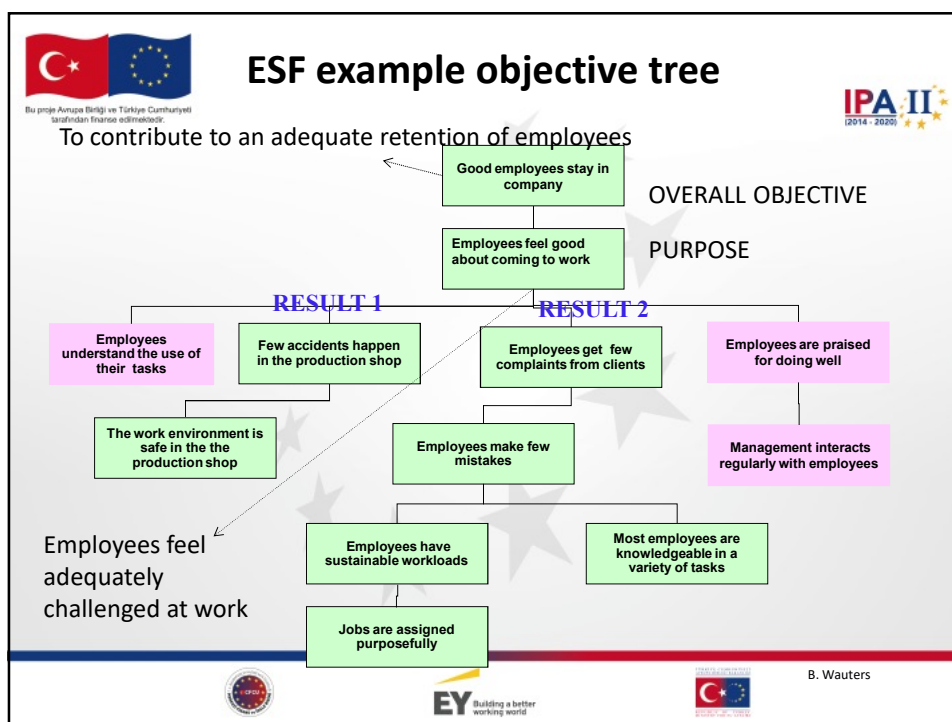 ESF example objective tree
Bu proje Avrupa Birliği ve Türkiye Cumhuriyeti
tarafından finanse edilmektedir.
IPA II
(2014 - 2020)
To contribute to an adequate retention of employees
Good employees stay in
company
OVERALL OBJECTIVE
Employees feel good
about coming to work
PURPOSE
RESULT 1
RESULT 2
Employees
understand the use of
their tasks
Few accidents happen
in the production shop
Employees get few
complaints from clients
Employees are praised
for doing well
The work environment is
safe in the the
production shop
Employees make few
mistakes
Management interacts
regularly with employees
Employees feel
adequately
challenged at work
Employees have
sustainable workloads
Most employees are
knowledgeable in a
variety of tasks
Jobs are assigned
purposefully
B. Wauters
CFCU
EY
Building a better
working world